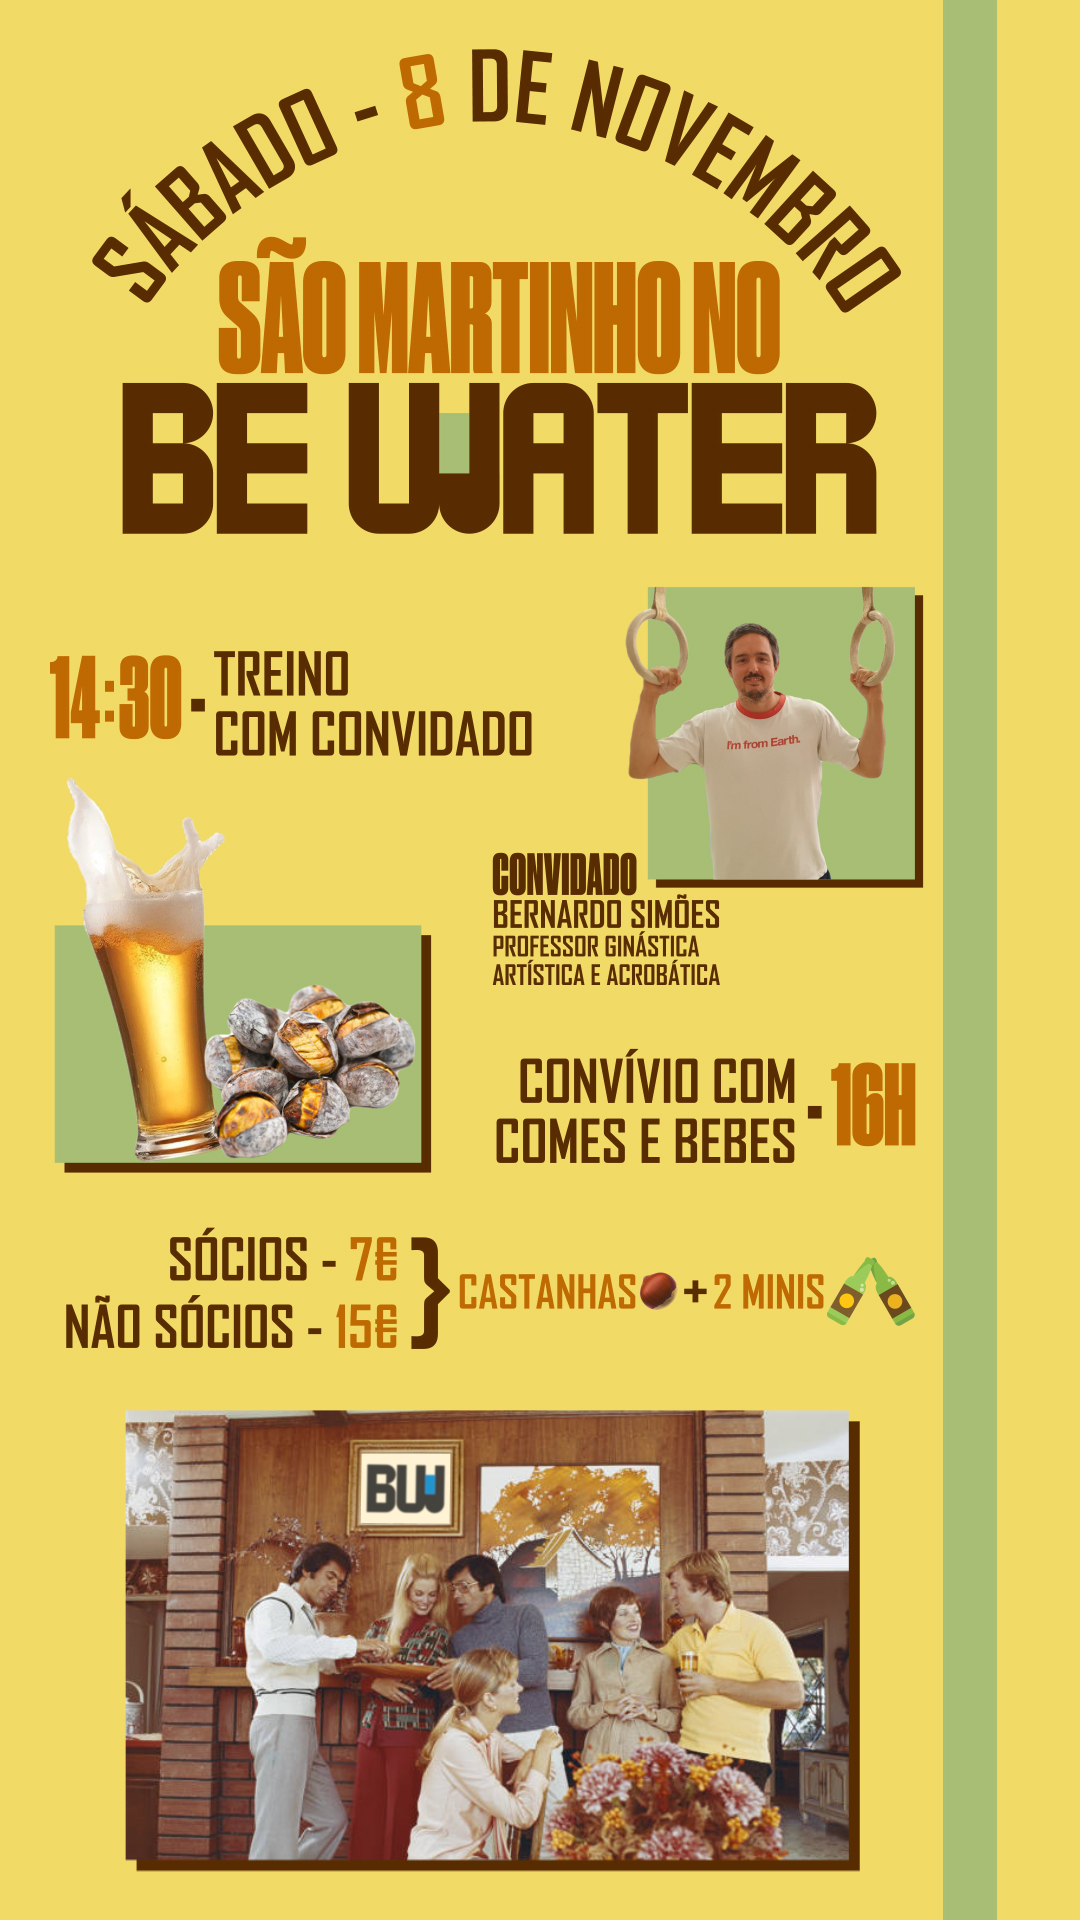 SÁBADO - 8 DE NOVEMBRO
SÃO MARTINHO NO
BE WATER
14:30 - TREINO
COM CONVIDADO
I'm from Earth.
CONVIDADO
BERNARDO SIMÕES
PROFESSOR GINÁSTICA
ARTÍSTICA E ACROBÁTICA
CONVÍVIO COM
COMES E BEBES - 16H
SÓCIOS - 7€
NÃO SÓCIOS - 15€
} CASTANHAS + 2 MINIS
BW